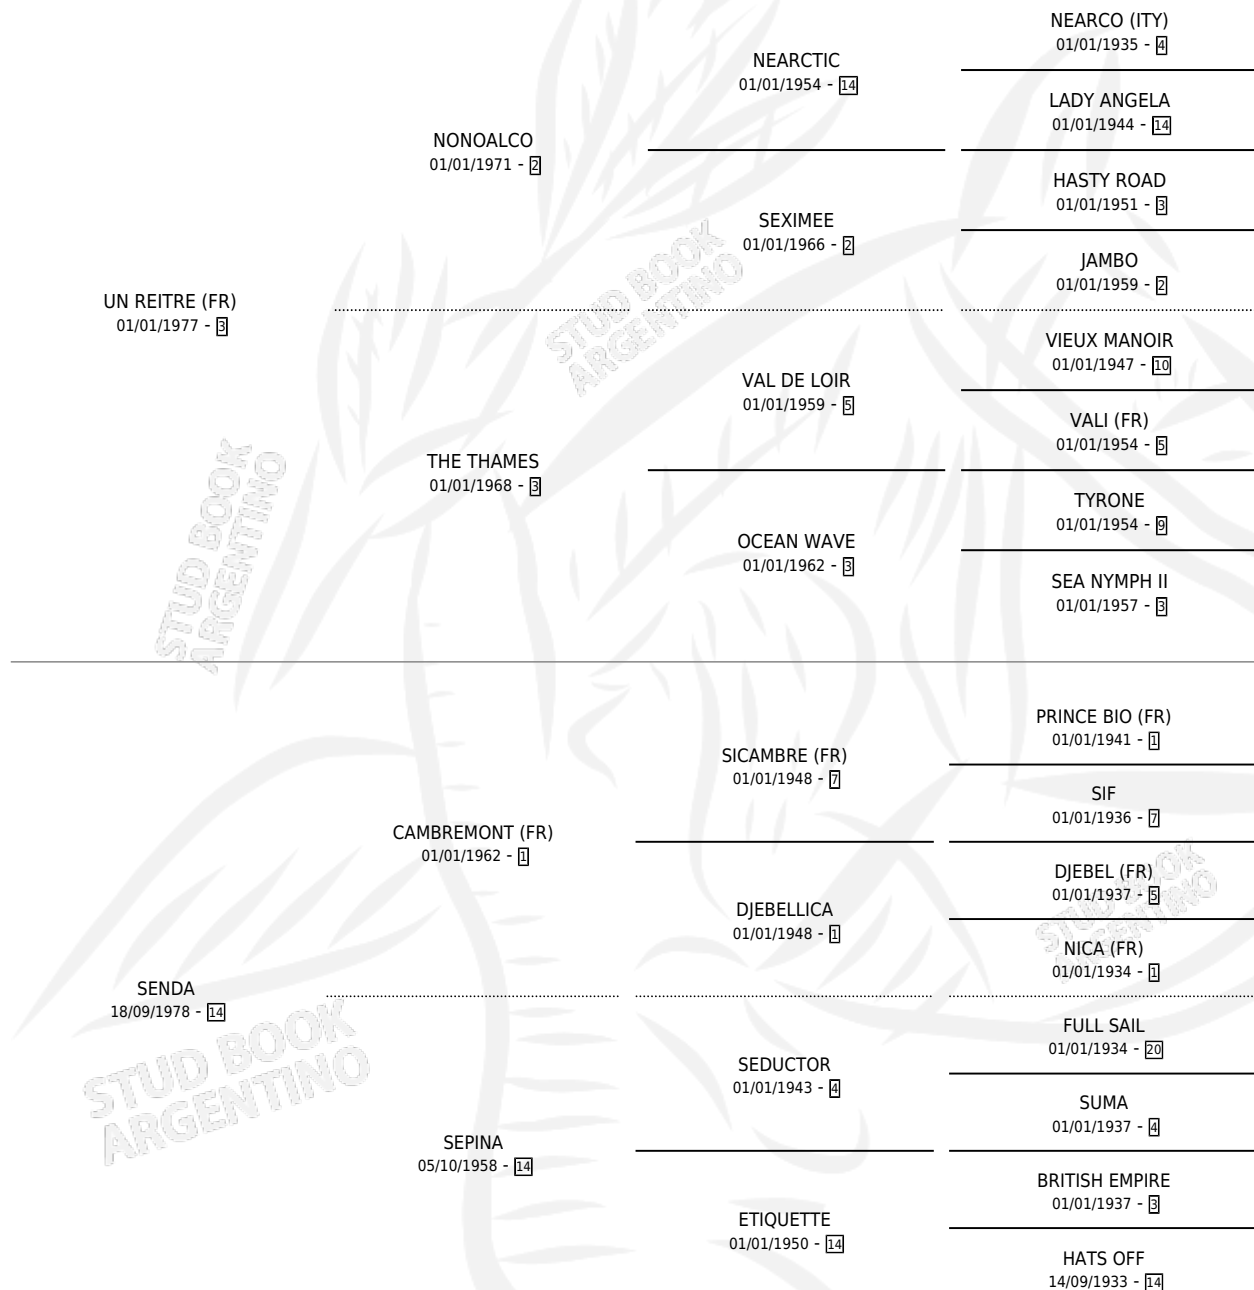 NEARCO (ITY)
01/01/1935 - 4
NEARCTIC
01/01/1954 - 14
LADY ANGELA
01/01/1944 - 14
NONOALCO
01/01/1971 - 2
HASTY ROAD
01/01/1951 - 3
SEXIMEE
01/01/1966 - 2
JAMBO
01/01/1959 - 2
UN REITRE (FR)
01/01/1977 - 3
STUD BOOK
ARGENTINO
VIEUX MANOIR
01/01/1947 - 10
VAL DE LOIR
01/01/1959 - 5
VALI (FR)
01/01/1954 - 5
THE THAMES
01/01/1968 - 3
TYRONE
01/01/1954 - 9
OCEAN WAVE
01/01/1962 - 3
SEA NYMPH II
01/01/1957 - 3
STUD BOOK
ARGENTINO
PRINCE BIO (FR)
01/01/1941 - 1
SICAMBRE (FR)
01/01/1948 - 7
SIF
01/01/1936 - 7
CAMBREMONT (FR)
01/01/1962 - 1
DJEBEL (FR)
01/01/1937 - 5
DJEBELLICA
01/01/1948 - 1
STUD BOOK
ARGENTINO
NICA (FR)
01/01/1934 - 1
SENDA
18/09/1978 - 14
STUD BOOK
ARGENTINO
FULL SAIL
01/01/1934 - 20
SEDUCTOR
01/01/1943 - 4
SUMA
01/01/1937 - 4
SEPINA
05/10/1958 - 14
BRITISH EMPIRE
01/01/1937 - 3
ETIQUETTE
01/01/1950 - 14
HATS OFF
14/09/1933 - 14